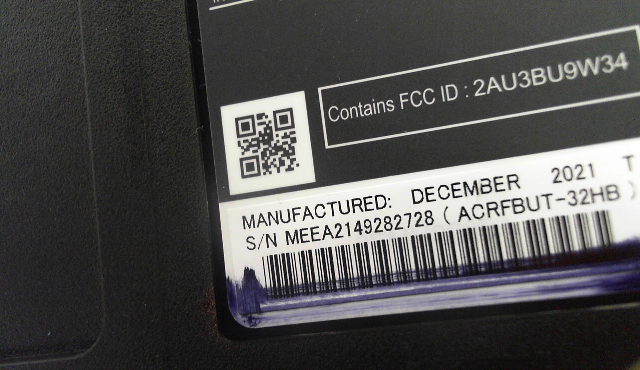 Contains FCC ID : 2AU3BU9W34
MANUFACTURED: DECEMBER 2021 T
S/N MEEA2149282728 ( ACRFBUT-32HB )